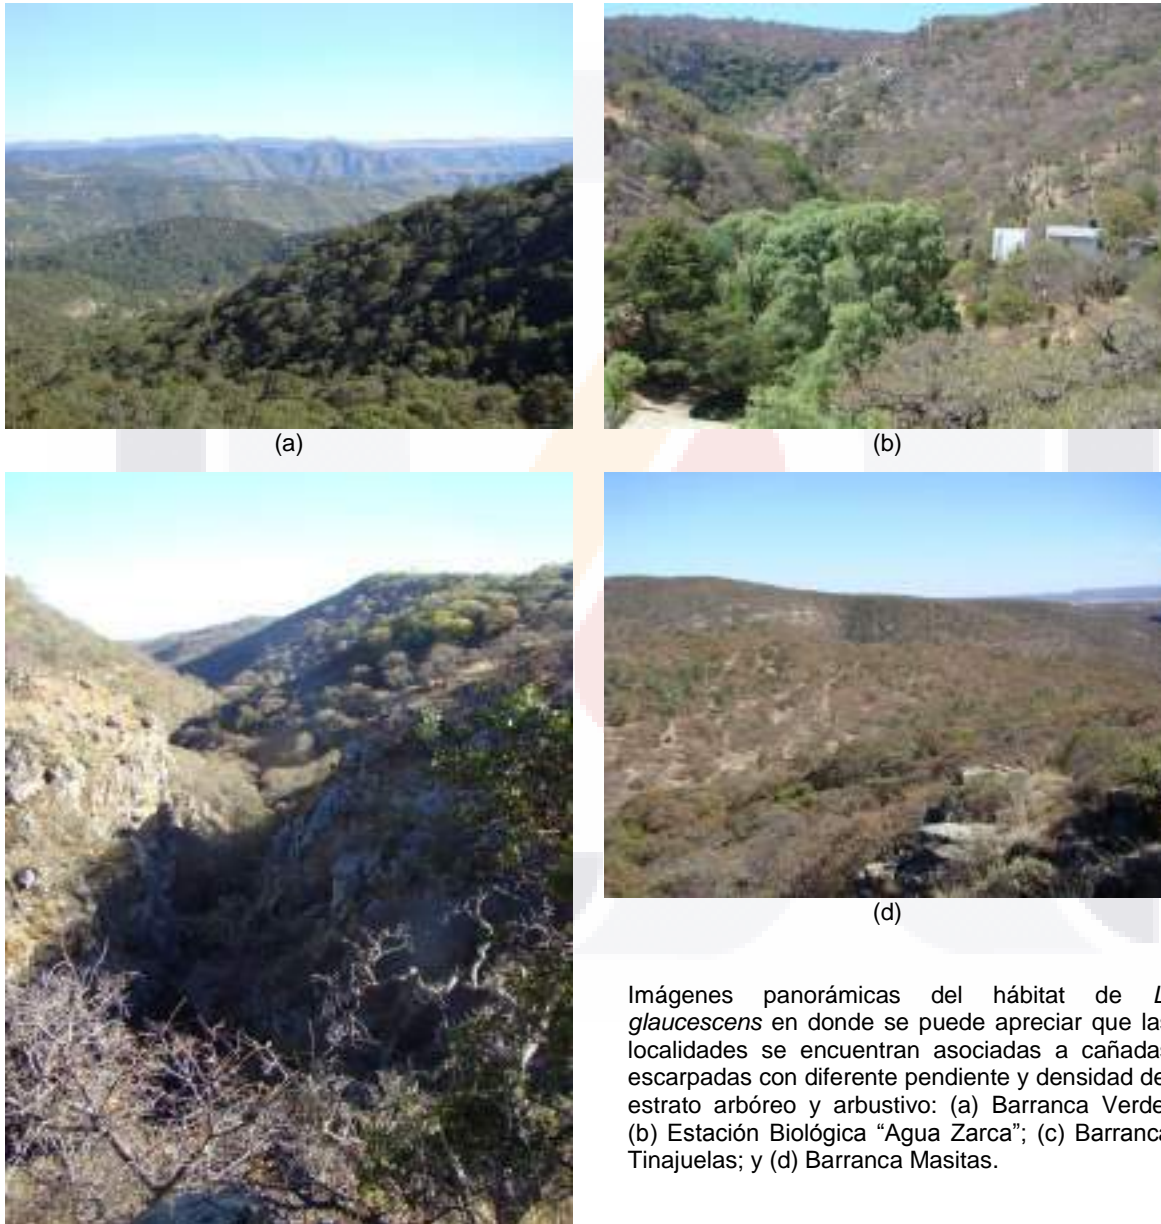 (a)
(b)
(d)
Imágenes panorámicas del hábitat de L
glaucescens en donde se puede apreciar que las
localidades se encuentran asociadas a cañadas
escarpadas con diferente pendiente y densidad de
estrato arbóreo y arbustivo: (a) Barranca Verde
(b) Estación Biológica “Agua Zarca”; (c) Barranca
Tinajuelas; y (d) Barranca Masitas.